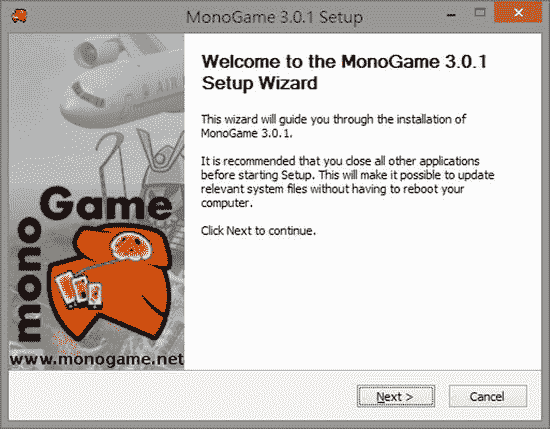 MonoGame 3.0.1 Setup
Welcome to the MonoGame 3.0.1
Setup Wizard
This wizard will guide you through the installation of
MonoGame 3.0.1.
It is recommended that you close all other applications
before starting Setup. This will make it possible to update
relevant system files without having to reboot your
computer.
Click Next to continue.
AIR
mono
Game
www.monogame.net
Next >
Cancel